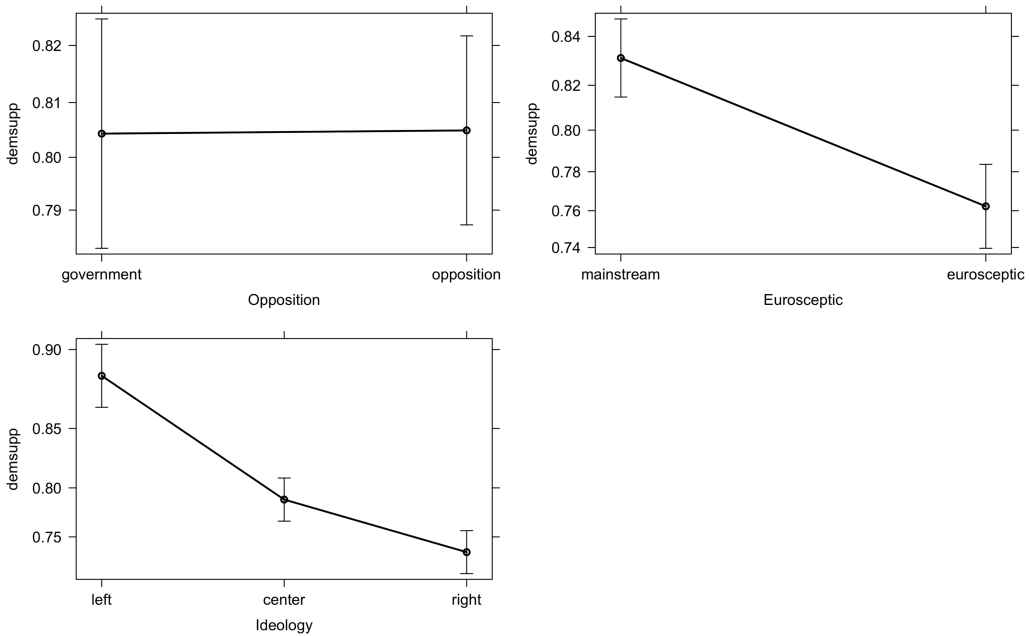 demsupp
0.82
0.81
0.80
0.79
government opposition
Opposition
demsupp
0.84
0.82
0.80
0.78
0.76
0.74
mainstream eurosceptic
Eurosceptic
demsupp
0.90
0.85
0.80
0.75
left center right
Ideology